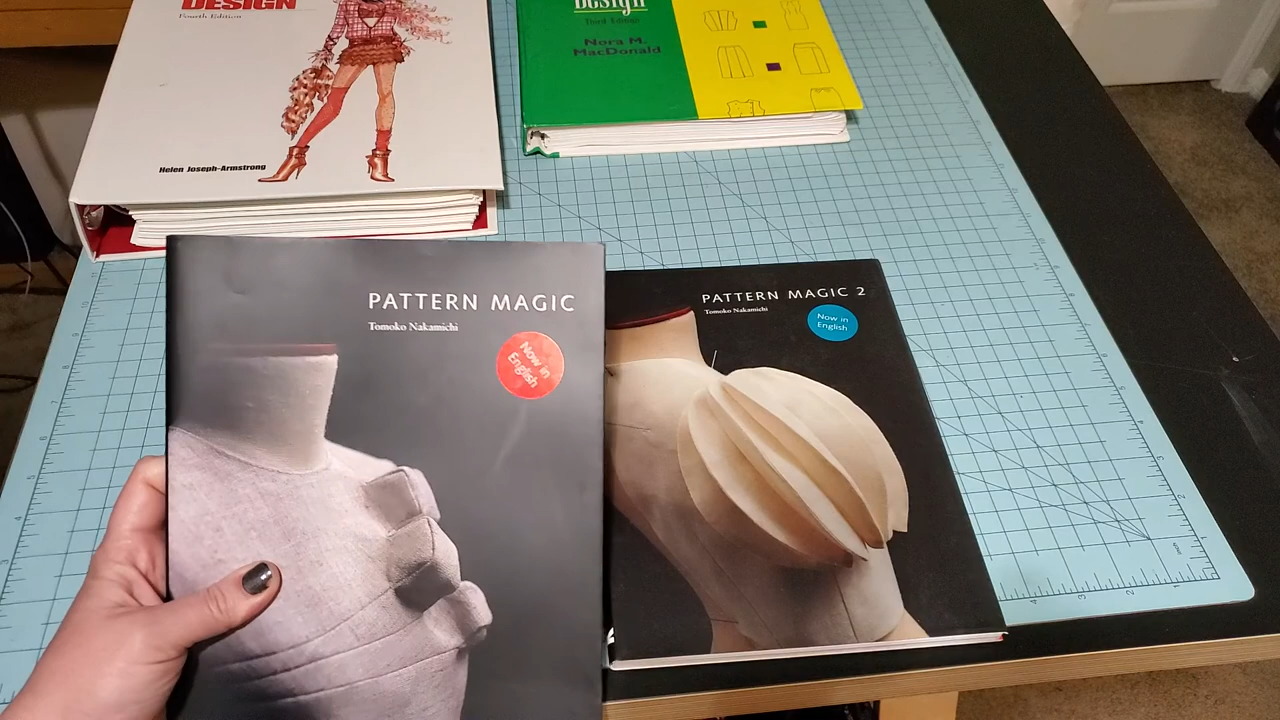 DESIGN
Fourth Edition
Helen Joseph-Armstrong
DESIGN
Third Edition
Nora M.
MacDonald
PATTERN MAGIC
Tomoko Nakamichi
Now in
English
PATTERN MAGIC 2
Tomoko Nakamichi
Now in
English